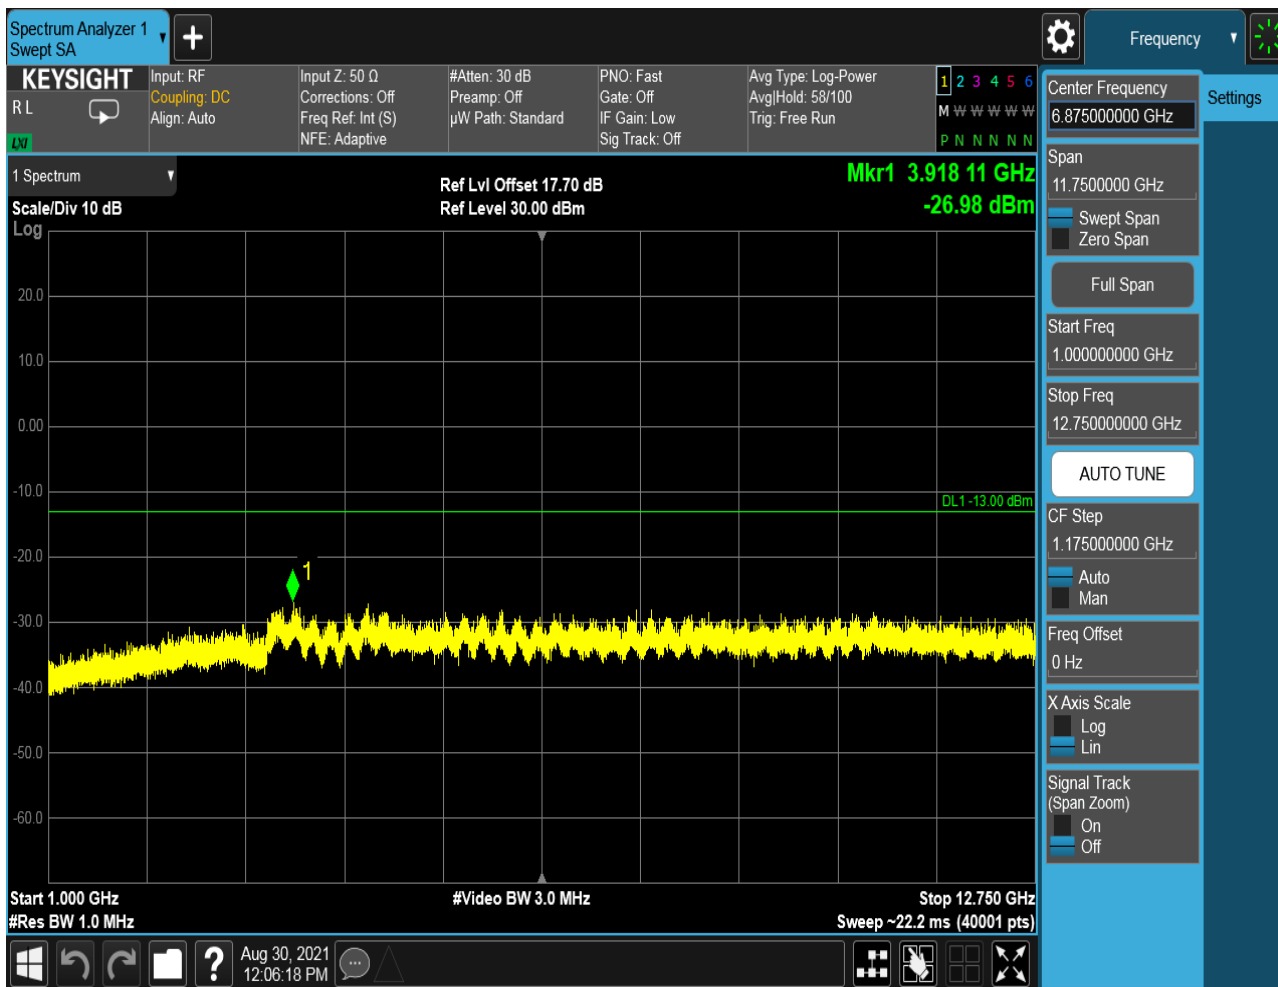 Spectrum Analyzer 1
Swept SA
+
Frequency
KEYSIGHT
R L
LXI
Input: RF
Coupling: DC
Align: Auto
Input Z: 50 Ω
Corrections: Off
Freq Ref: Int (S)
NFE: Adaptive
#Atten: 30 dB
Preamp: Off
µW Path: Standard
PNO: Fast
Gate: Off
IF Gain: Low
Sig Track: Off
Avg Type: Log-Power
Avg|Hold: 58/100
Trig: Free Run
1 2 3 4 5 6
M W W W W W
P N N N N N
1 Spectrum
Scale/Div 10 dB
Log
Ref Lvl Offset 17.70 dB
Ref Level 30.00 dBm
Mkr1 3.918 11 GHz
-26.98 dBm
20.0
10.0
0.00
-10.0
DL1 -13.00 dBm
-20.0
1
-30.0
-40.0
-50.0
-60.0
Start 1.000 GHz
#Res BW 1.0 MHz
#Video BW 3.0 MHz
Stop 12.750 GHz
Sweep ~22.2 ms (40001 pts)
Center Frequency
6.875000000 GHz
Settings
Span
11.7500000 GHz
Swept Span
Zero Span
Full Span
Start Freq
1.000000000 GHz
Stop Freq
12.750000000 GHz
AUTO TUNE
CF Step
1.175000000 GHz
Auto
Man
Freq Offset
0 Hz
X Axis Scale
Log
Lin
Signal Track
(Span Zoom)
On
Off
?
Aug 30, 2021
12:06:18 PM